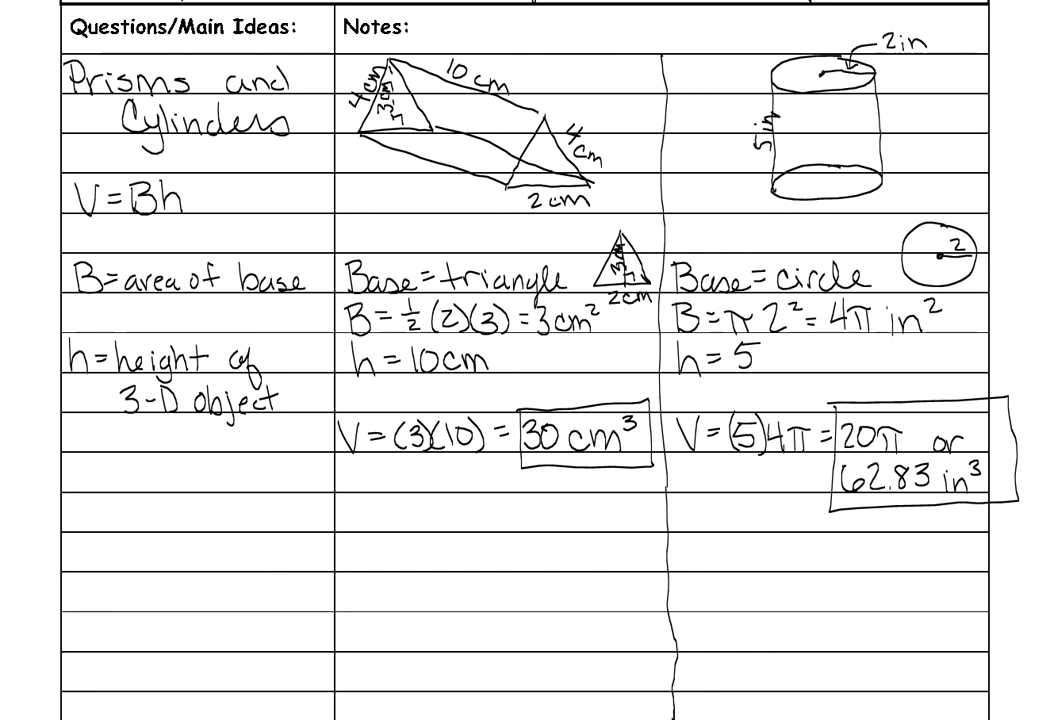 Questions/Main Ideas:
Notes:
Prisms and
Cylinders
V = Bh
B = area of base
h = height of
3-D object
4 cm
3 cm
10 cm
4 cm
2 cm
Base = triangle
3 cm
2 cm
B = ½ (2)(3) = 3 cm²
h = 10 cm
V = (3)(10) = 30 cm³
2 in
5 in
2
Base = circle
B = π 2² = 4π in²
h = 5
V = (5)4π = 20π or
62.83 in³